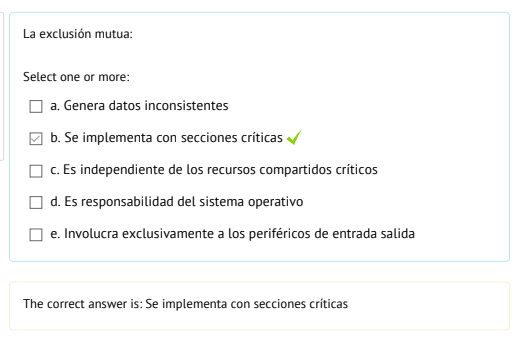 La exclusión mutua:
Select one or more:
a. Genera datos inconsistentes
b. Se implementa con secciones críticas
c. Es independiente de los recursos compartidos críticos
d. Es responsabilidad del sistema operativo
e. Involucra exclusivamente a los periféricos de entrada salida
The correct answer is: Se implementa con secciones críticas